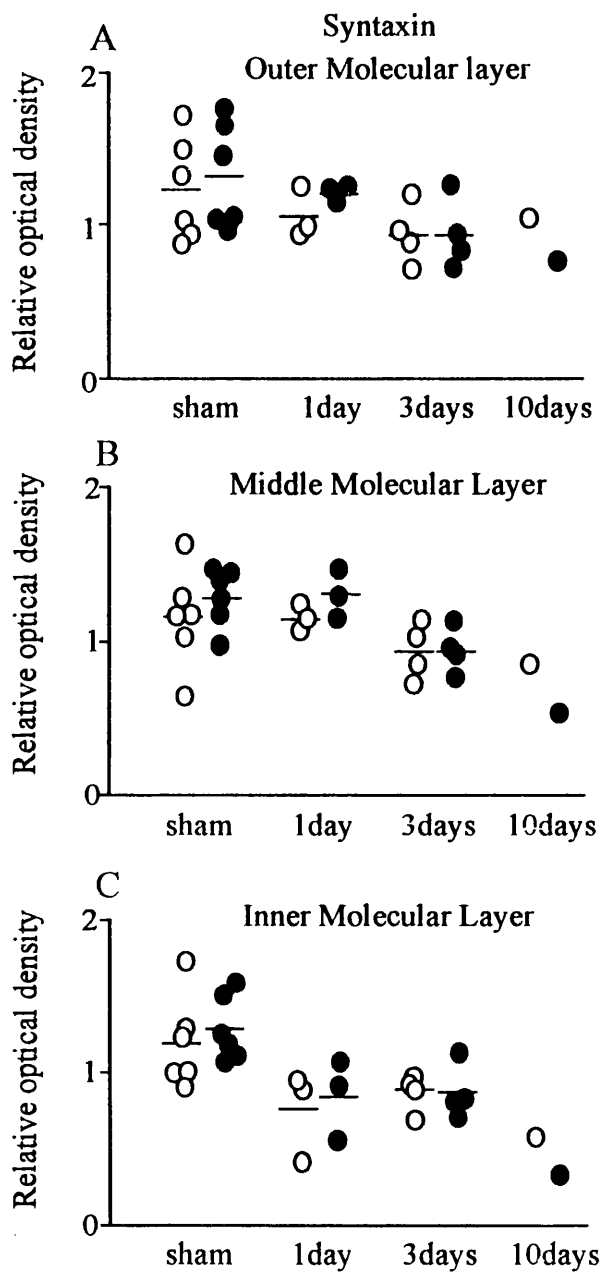 A
Syntaxin
Outer Molecular layer
Relative optical density
2
1
0
sham 1day 3days 10days
B
Middle Molecular Layer
Relative optical density
2
1
0
sham 1day 3days 10days
C
Inner Molecular Layer
Relative optical density
2
1
0
sham 1day 3days 10days